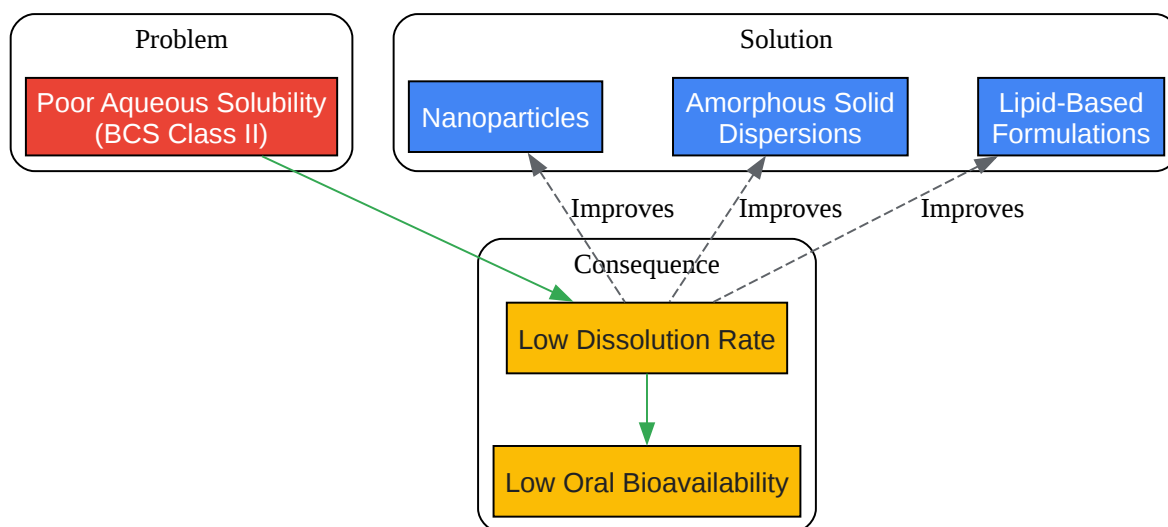 Problem
Poor Aqueous Solubility
(BCS Class II)
Solution
Nanoparticles
Amorphous Solid
Dispersions
Lipid-Based
Formulations
Improves
Improves
Improves
Consequence
Low Dissolution Rate
Low Oral Bioavailability